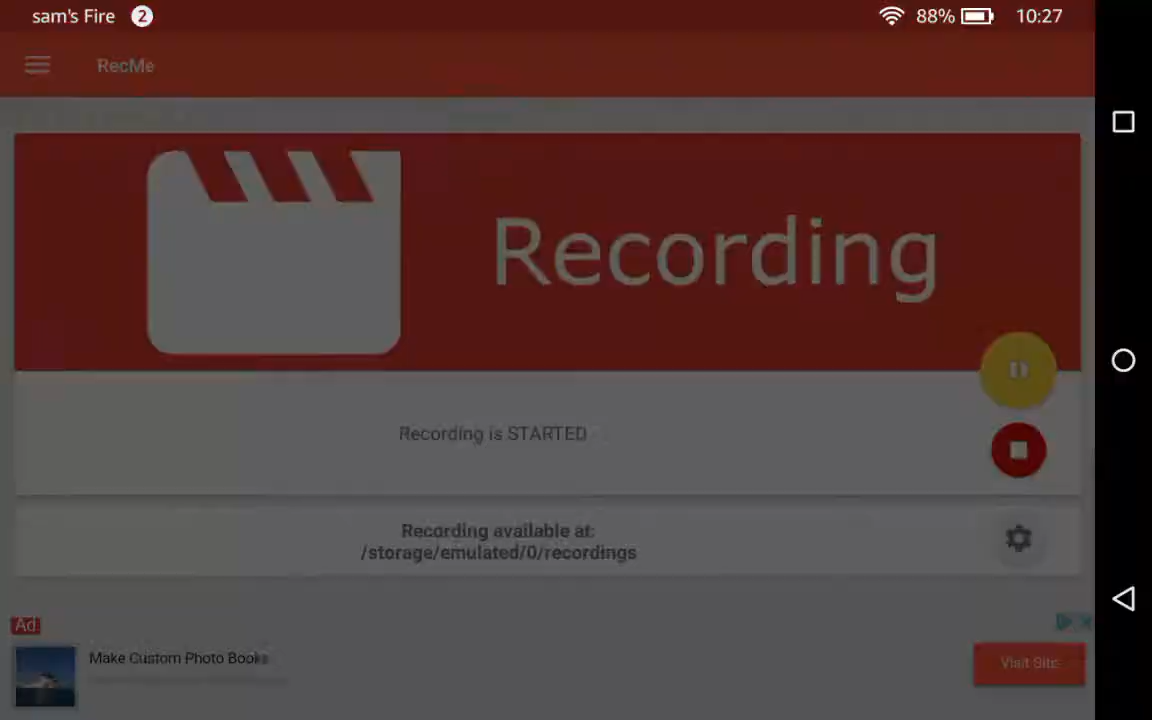 sam's Fire 2 88% 10:27
RecMe
Recording
Recording is STARTED
Recording available at:
/storage/emulated/0/recordings
Ad
Make Custom Photo Books
Visit Site